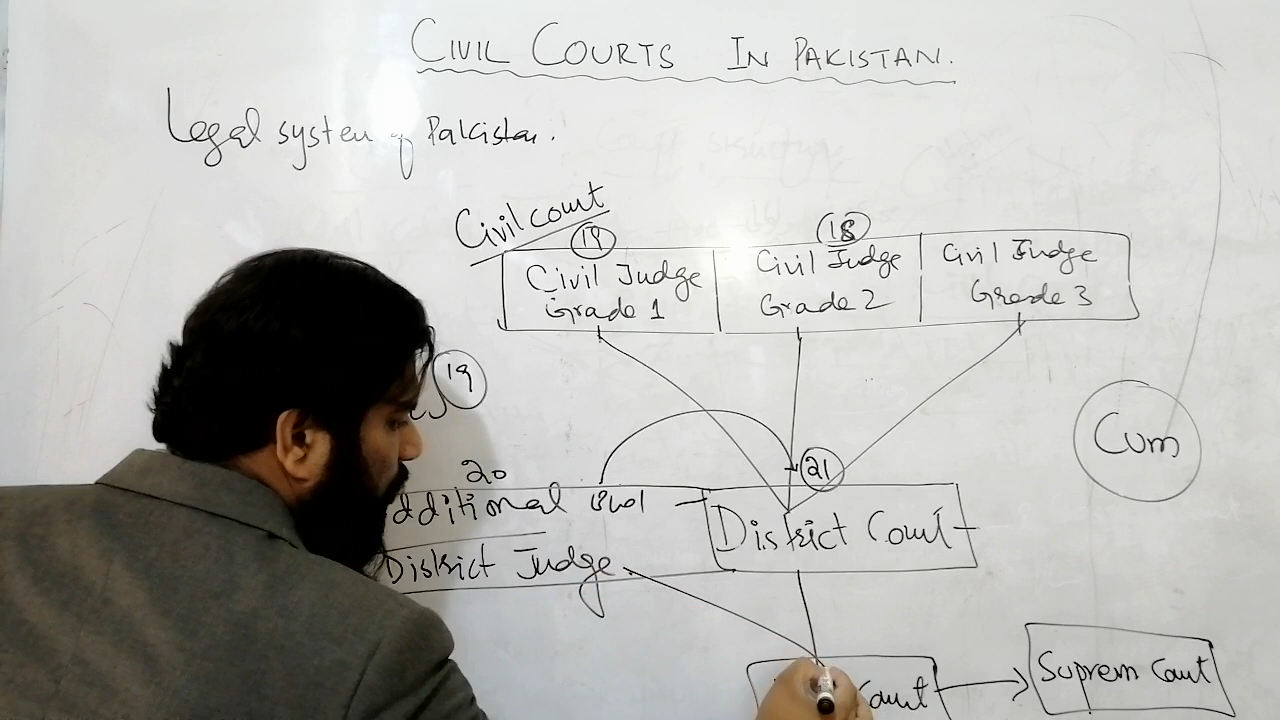 CIVIL COURTS IN PAKISTAN.
Legal system of Pakistan.
Civil court
19
Civil Judge
Grade 1
18
Civil Judge
Grade 2
Civil Judge
Grade 3
19
Cum
20
21
dditional
District Judge
District Court
Court
Suprem Court